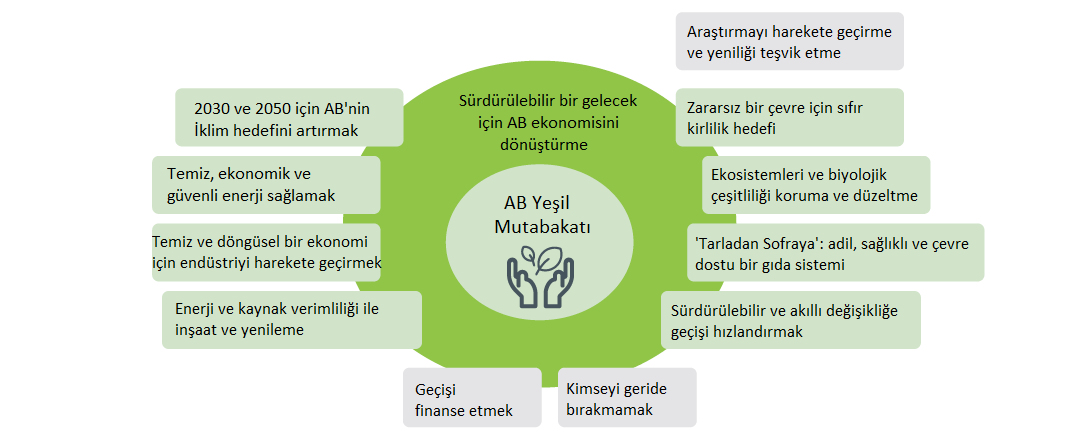 Araştırmayı harekete geçirme
ve yeniliği teşvik etme
Sürdürülebilir bir gelecek
için AB ekonomisini
dönüştürme
2030 ve 2050 için AB'nin
İklim hedefini artırmak
Zararsız bir çevre için sıfır
kirlilik hedefi
Temiz, ekonomik ve
güvenli enerji sağlamak
Ekosistemleri ve biyolojik
çeşitliliği koruma ve düzeltme
AB Yeşil
Mutabakatı
Temiz ve döngüsel bir ekonomi
için endüstriyi harekete geçirmek
'Tarladan Sofraya': adil, sağlıklı ve çevre
dostu bir gıda sistemi
Enerji ve kaynak verimliliği ile
inşaat ve yenileme
Sürdürülebilir ve akıllı değişikliğe
geçişi hızlandırmak
Geçişi
finanse etmek
Kimseyi geride
bırakmamak